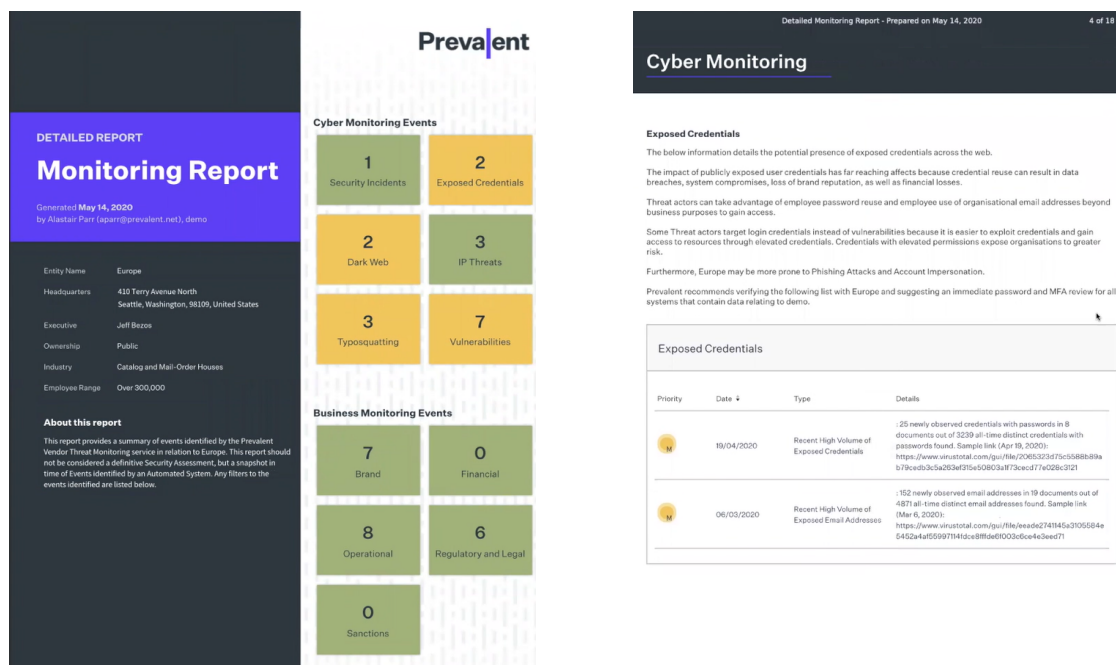 Prevalent
DETAILED REPORT
Monitoring Report
Generated May 14, 2020
by Alastair Parr (aparr@prevalent.net), demo
Entity Name Europe
Headquarters 410 Terry Avenue North
Seattle, Washington, 98109, United States
Executive Jeff Bezos
Ownership Public
Industry Catalog and Mail-Order Houses
Employee Range Over 300,000
About this report
This report provides a summary of events identified by the Prevalent
Vendor Threat Monitoring service in relation to Europe. This report should
not be considered a definitive Security Assessment, but a snapshot in
time of Events identified by an Automated System. Any filters to the
events identified are listed below.
Cyber Monitoring Events
1
Security Incidents
2
Exposed Credentials
2
Dark Web
3
IP Threats
3
Typosquatting
7
Vulnerabilities
Business Monitoring Events
7
Brand
0
Financial
8
Operational
6
Regulatory and Legal
0
Sanctions
Detailed Monitoring Report - Prepared on May 14, 2020 4 of 18
Cyber Monitoring
Exposed Credentials
The below information details the potential presence of exposed credentials across the web.
The impact of publicly exposed user credentials has far reaching affects because credential reuse can result in data
breaches, system compromises, loss of brand reputation, as well as financial losses.
Threat actors can take advantage of employee password reuse and employee use of organisational email addresses beyond
business purposes to gain access.
Some Threat actors target login credentials instead of vulnerabilities because it is easier to exploit credentials and gain
access to resources through elevated credentials. Credentials with elevated permissions expose organisations to greater
risk.
Furthermore, Europe may be more prone to Phishing Attacks and Account Impersonation.
Prevalent recommends verifying the following list with Europe and suggesting an immediate password and MFA review for all
systems that contain data relating to demo.
Exposed Credentials
Priority Date Type Details
M 19/04/2020 Recent High Volume of
Exposed Credentials
: 25 newly observed credentials with passwords in 8
documents out of 3239 all-time distinct credentials with
passwords found. Sample link (Apr 19, 2020):
M 06/03/2020 Recent High Volume of
Exposed Email Addresses
: 152 newly observed email addresses in 19 documents out of
4871 all-time distinct email addresses found. Sample link
(Mar 6, 2020):